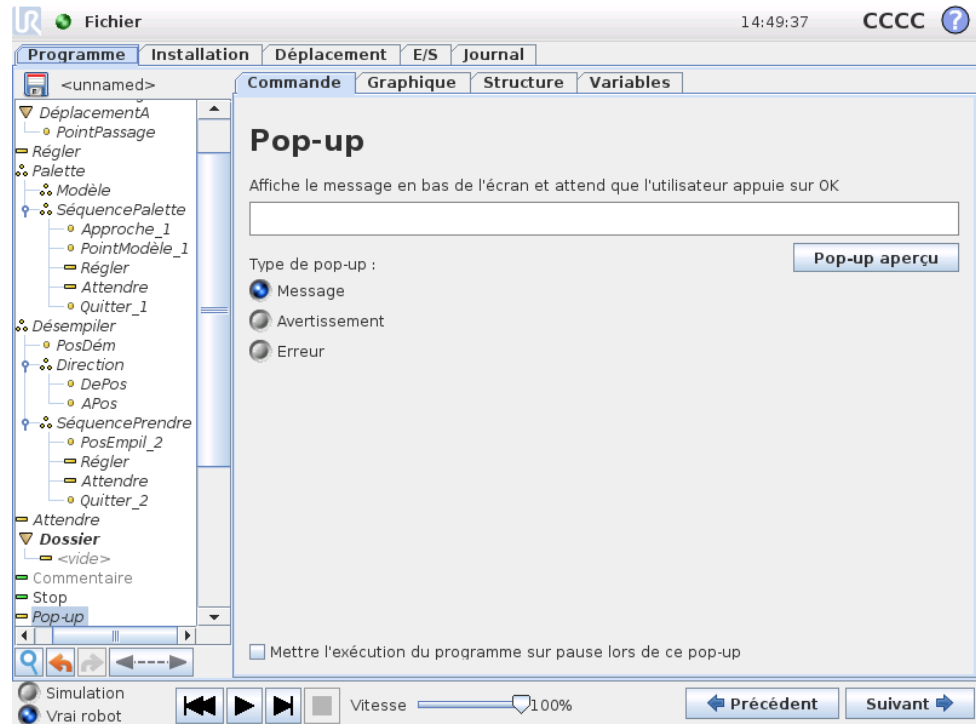 UR Fichier 14:49:37 CCCC ?
Programme Installation Déplacement E/S Journal
<unnamed>
Commande Graphique Structure Variables
DéplacementA
PointPassage
Régler
Palette
Modèle
SéquencePalette
Approche_1
PointModèle_1
Régler
Attendre
Quitter_1
Désempiler
PosDém
Direction
DePos
APos
SéquencePrendre
PosEmpil_2
Régler
Attendre
Quitter_2
Attendre
Dossier
<vide>
Commentaire
Stop
Pop-up
Pop-up
Affiche le message en bas de l'écran et attend que l'utilisateur appuie sur OK
Pop-up aperçu
Type de pop-up :
Message
Avertissement
Erreur
Mettre l'exécution du programme sur pause lors de ce pop-up
Simulation
Vrai robot
Vitesse 100%
Précédent
Suivant